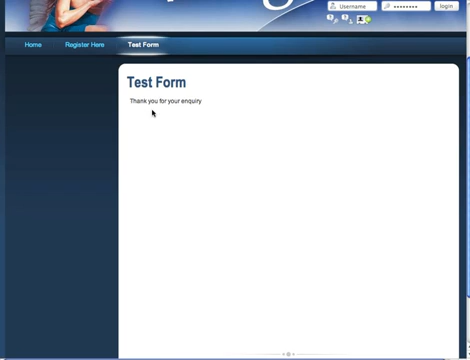 Username
login
Home
Register Here
Test Form
Test Form
Thank you for your enquiry